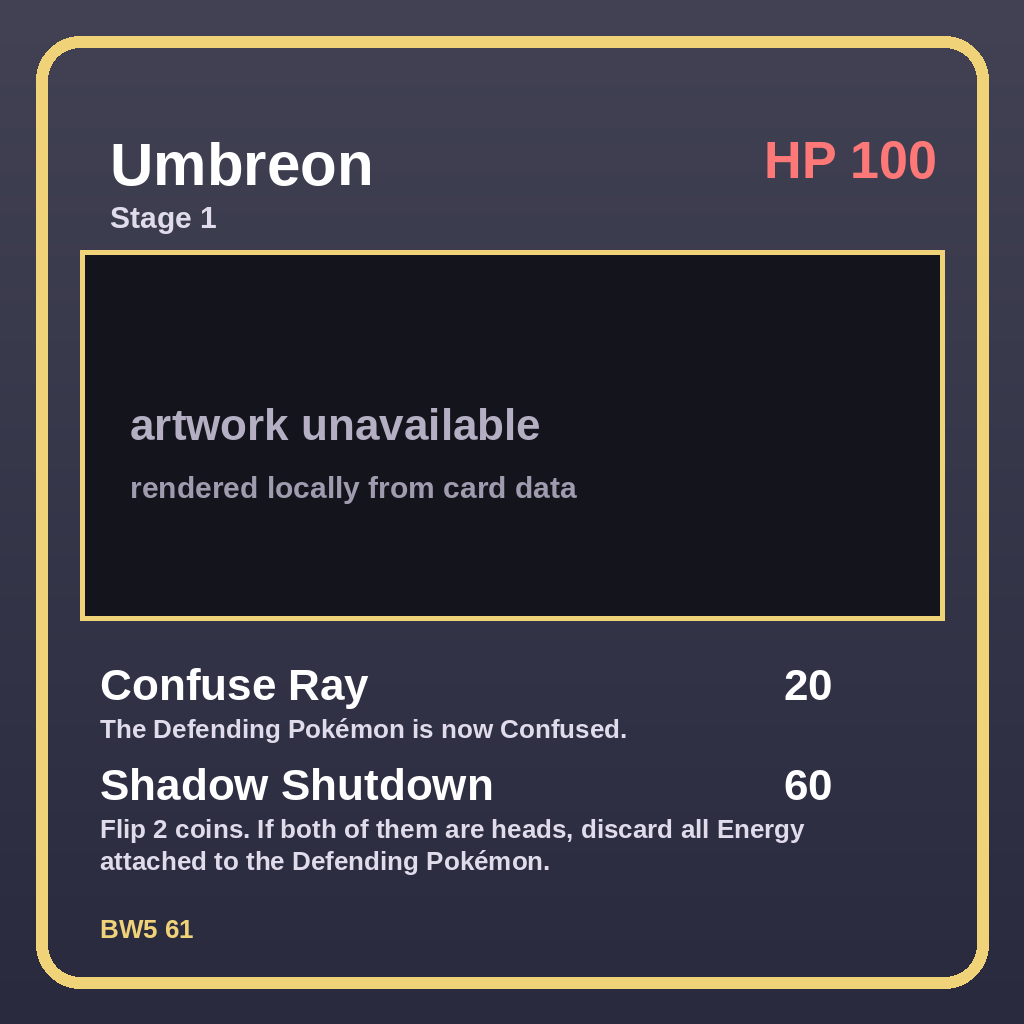 Umbreon
HP 100
Stage 1
artwork unavailable
rendered locally from card data
Confuse Ray 20
The Defending Pokémon is now Confused.
Shadow Shutdown 60
Flip 2 coins. If both of them are heads, discard all Energy
attached to the Defending Pokémon.
BW5 61